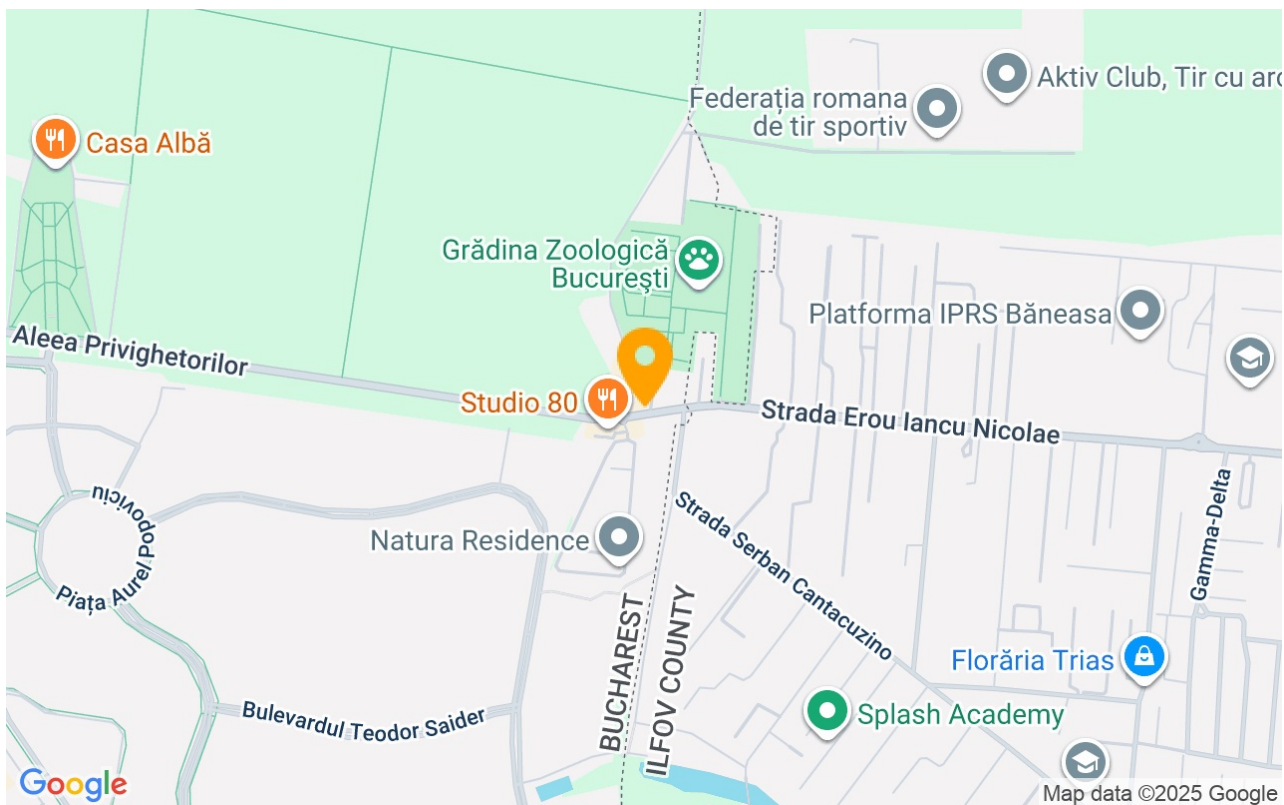 Aktiv Club, Tir cu arc
Federația romana
de tir sportiv
Casa Albă
Grădina Zoologică
București
Platforma IPRS Băneasa
Aleea Privighetorilor
Studio 80
Strada Erou Iancu Nicolae
Piața Aurel Popoviciu
Gamma-Delta
Natura Residence
Strada Serban Cantacuzino
BUCHAREST
ILFOV COUNTY
Florăria Trias
Bulevardul Teodor Saider
Splash Academy
Google
Map data ©2025 Google